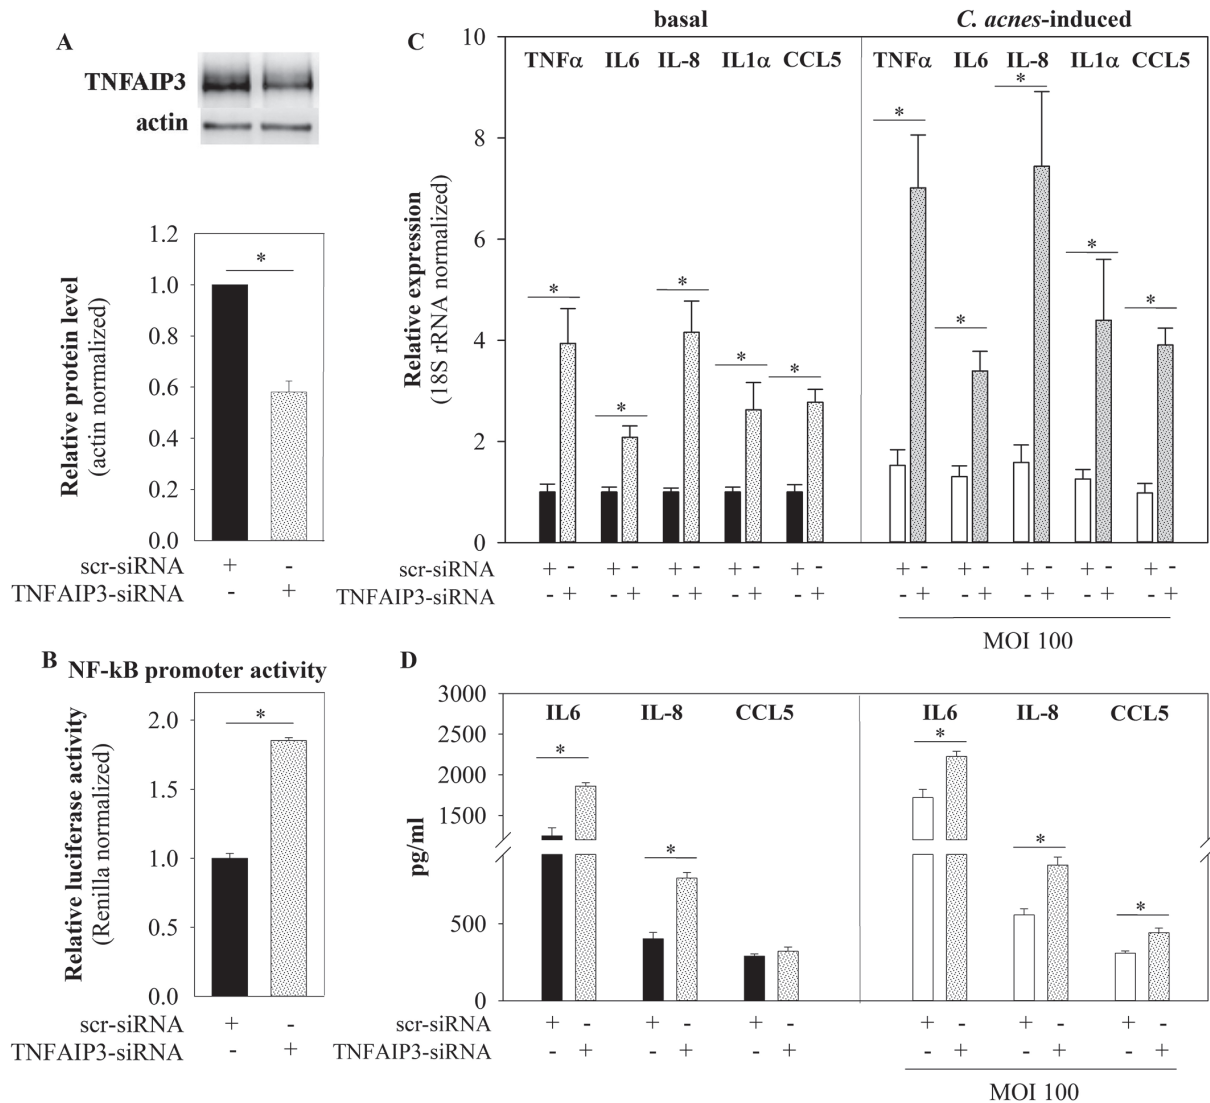 A
TNFAIP3
actin
1.2
1.0
0.8
0.6
0.4
0.2
0.0
Relative protein level
(actin normalized)
*
scr-siRNA + -
TNFAIP3-siRNA - +
B NF-kB promoter activity
2.0
1.5
1.0
0.5
0.0
Relative luciferase activity
(Renilla normalized)
*
scr-siRNA + -
TNFAIP3-siRNA - +
C
basal C. acnes-induced
10
8
6
4
2
0
Relative expression
(18S rRNA normalized)
TNFα IL6 IL-8 IL1α CCL5 TNFα IL6 IL-8 IL1α CCL5
* * * * * * * * * *
scr-siRNA + - + - + - + - + - + - + - + - + - + -
TNFAIP3-siRNA - + - + - + - + - + - + - + - + - + - +
MOI 100
D
3000
2500
2000
1500
500
0
pg/ml
IL6 IL-8 CCL5 IL6 IL-8 CCL5
* * * * *
scr-siRNA + - + - + - + - + - + -
TNFAIP3-siRNA - + - + - + - + - + - +
MOI 100